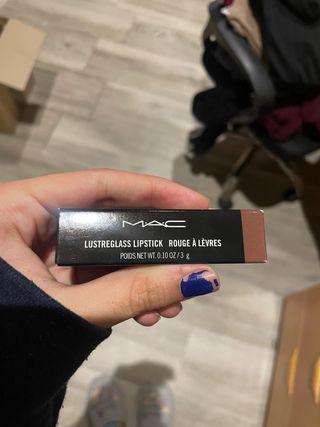 MAC
LUSTREGLASS LIPSTICK ROUGE À LÈVRES
POIDS NET WT. 0.10 OZ/3 g